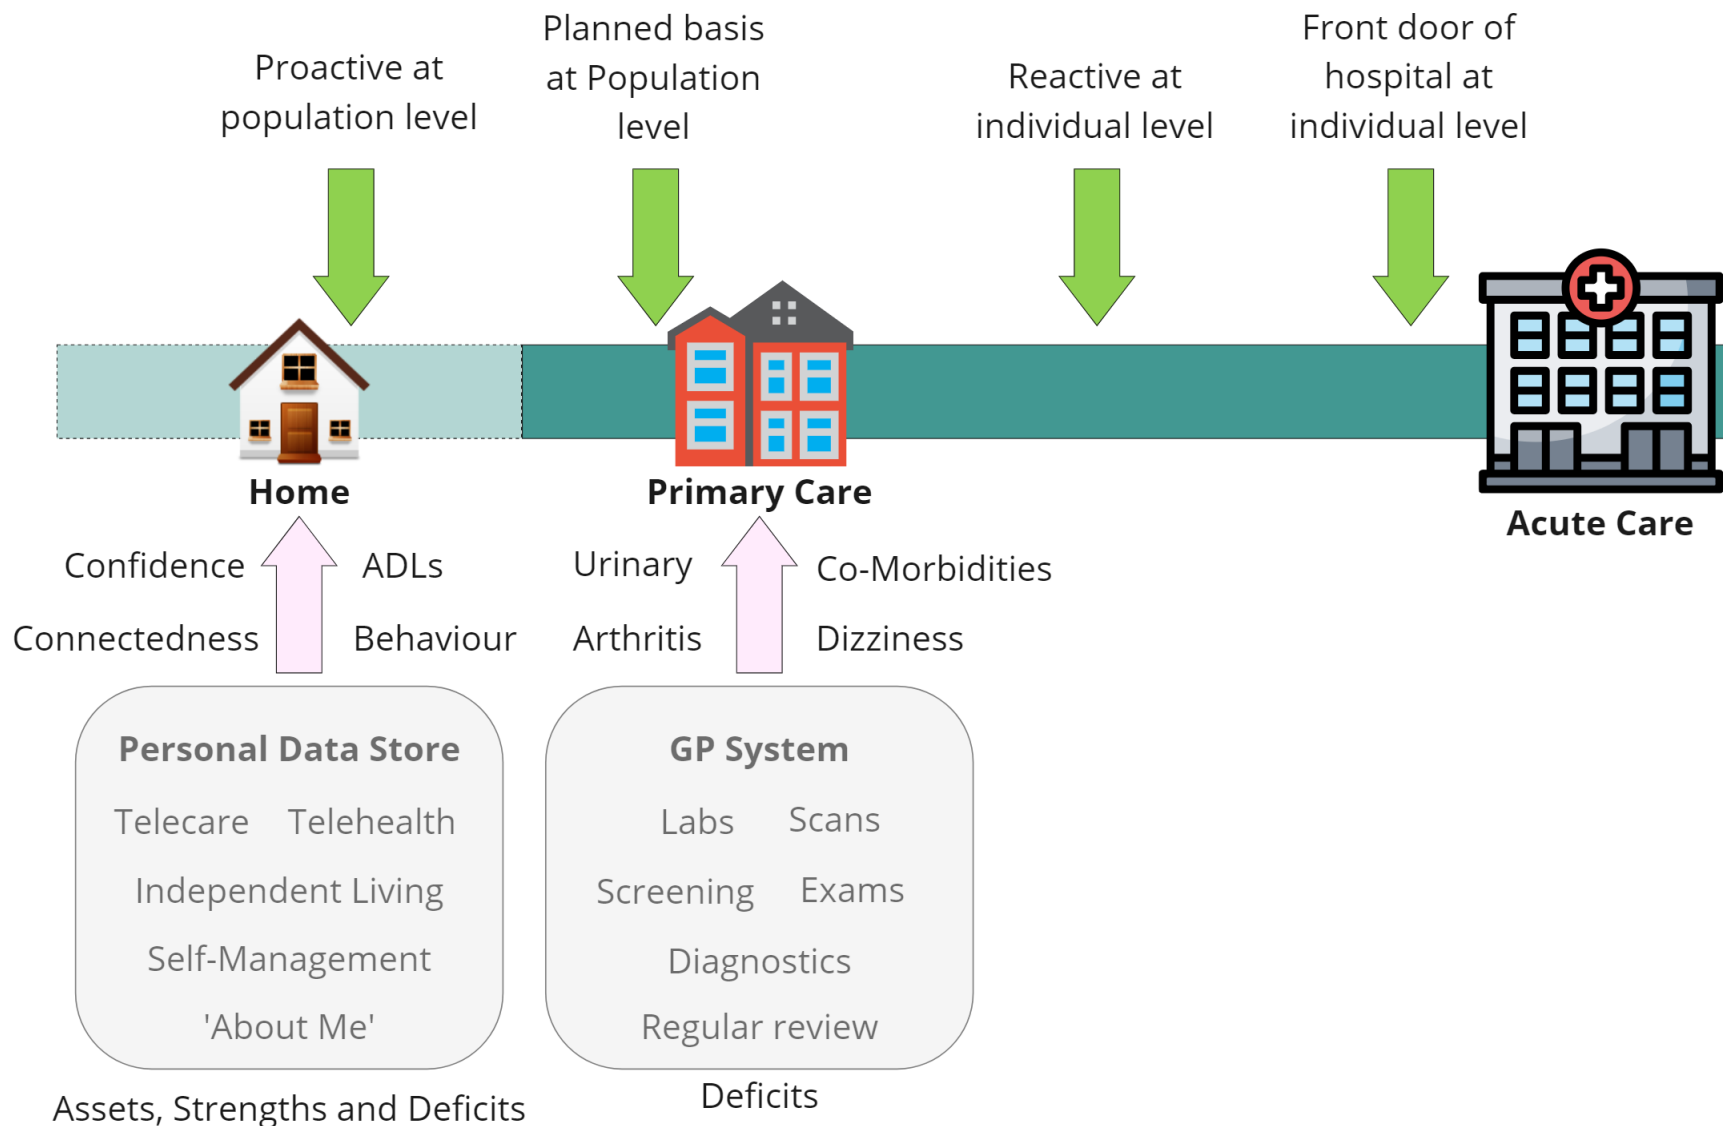 Proactive at
population level
Planned basis
at Population
level
Reactive at
individual level
Front door of
hospital at
individual level
Home
Primary Care
Acute Care
Confidence
ADLs
Connectedness
Behaviour
Urinary
Co-Morbidities
Arthritis
Dizziness
Personal Data Store
Telecare
Telehealth
Independent Living
Self-Management
'About Me'
Assets, Strengths and Deficits
GP System
Labs
Scans
Screening
Exams
Diagnostics
Regular review
Deficits